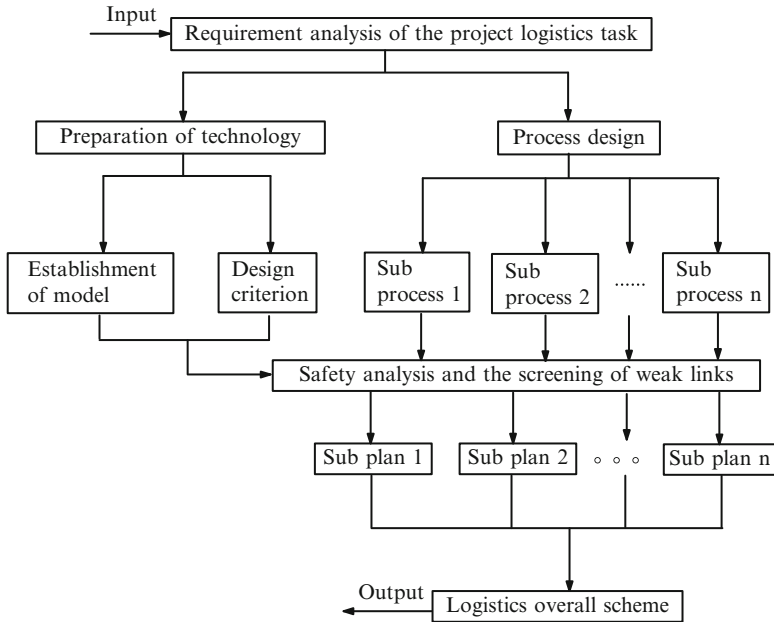 Input
Requirement analysis of the project logistics task
Preparation of technology
Process design
Establishment
of model
Design
criterion
Sub
process 1
Sub
process 2
......
Sub
process n
Safety analysis and the screening of weak links
Sub plan 1
Sub plan 2
Sub plan n
Output
Logistics overall scheme